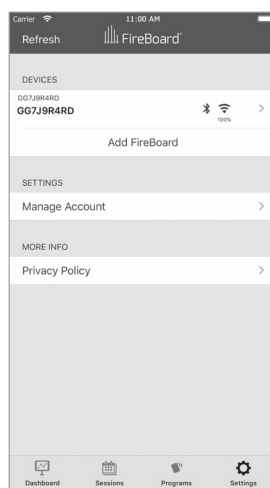 Carrier 11:00 AM
Refresh FireBoard
DEVICES
GG7J9R4RD
GG7J9R4RD
100%
Add FireBoard
SETTINGS
Manage Account
MORE INFO
Privacy Policy
Dashboard Sessions Programs Settings